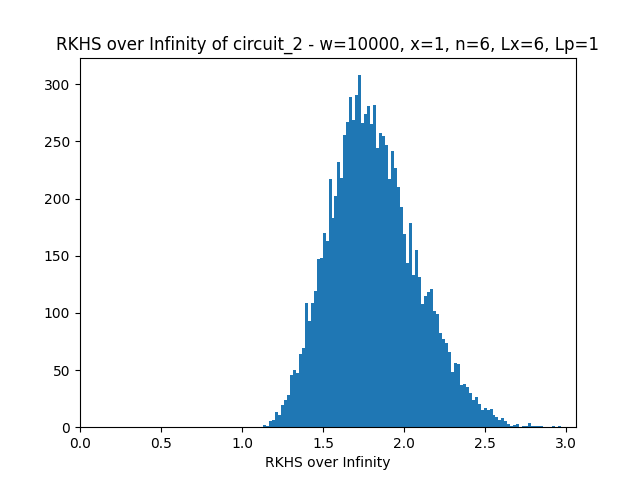 RKHS over Infinity of circuit_2 - w=10000, x=1, n=6, Lx=6, Lp=1
300
250
200
150
100
50
0
0.0 0.5 1.0 1.5 2.0 2.5 3.0
RKHS over Infinity